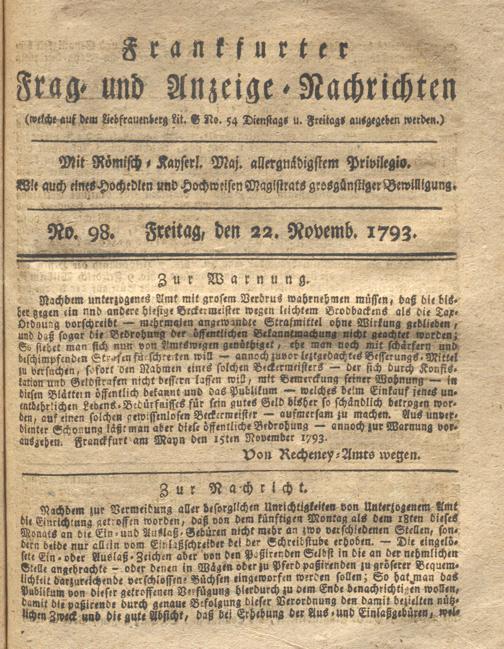 Frankfurter
Frag- und Anzeige-Nachrichten
(welche auf dem Liebfrauenberg Lit. G No. 54 Dienstags u. Freitags ausgegeben werden.)
Mit Römisch-Kayserl. Maj. allergnädigstem Privilegio.
Wie auch eines Hochedlen und Hochweisen Magistrats grosgünstiger Bewilligung.
No. 98. Freitag, den 22. Novemb. 1793.
Zur Warnung.
Nachdem unterzogenes Amt mit grosem Verdrus wahrnehmen müssen, daß die bis-
her gegen ein und andere hiesige Beckermeister wegen leichtem Brodbackens als die Tax-
Ordnung vorschreibt — mehrmalen angewandte Strafmittel ohne Wirkung geblieben,
und daß sogar die Bedrohung der öffentlichen Bekanntmachung nicht geachtet worden;
So siehet man sich nun von Amtswegen genöthiget, ehe man noch mit schärfern und
beschimpfenden Strafen fürschreiten will — annoch zuvor leztgedachtes Besserungs-Mittel
zu versuchen, sofort den Nahmen eines solchen Beckermeisters — der sich durch Konfis-
kation und Geldstrafen nicht bessern lassen will, mit Bemerckung seiner Wohnung — in
diesen Blättern öffentlich bekannt und das Publikum — welches beim Einkauf jenes un-
entbehrlichen Lebens-Bedürfnisses für sein gutes Geld bisher so schändlich betrogen wor-
den, auf einen solchen gewissenlosen Beckermeister — aufmerksam zu machen. Aus unver-
dienter Schonung läßt man aber diese öffentliche Bedrohung — annoch zur Warnung vor-
ausgehen. Franckfurt am Mayn den 15ten November 1793.
Von Recheney-Amts wegen.
Zur Nachricht.
Nachdem zur Vermeidung aller besorglichen Unrichtigkeiten von Unterzogenem Amt
die Einrichtung getroffen worden, daß von dem künftigen Montag als dem 18ten dieses
Monats an die Ein- und Auslaß-Gebüren nicht mehr an zwo verschiedenen Stellen, son-
dern beide nur allein vom Einlaßschreiber bei der Schreibstube erhoben. — Die eingelö-
ste Ein- oder Auslaß-Zeichen aber von den Paßirenden Selbst in die an der nehmlichen
Stelle angebrachte — oder denen in Wägen oder zu Pferd paßirenden zu gröserer Bequem-
lichkeit darzureichende verschlossene Büchsen eingeworfen werden sollen; So hat man das
Publikum von dieser getroffenen Verfügung hierdurch zu dem Ende benachrichtigen wollen,
damit die paßirende durch genaue Befolgung dieser Verordnung den damit bezielten nütz-
lichen Zweck und die gute Absicht, daß bei Erhebung der Aus- und Einlaßgebüren, wel-